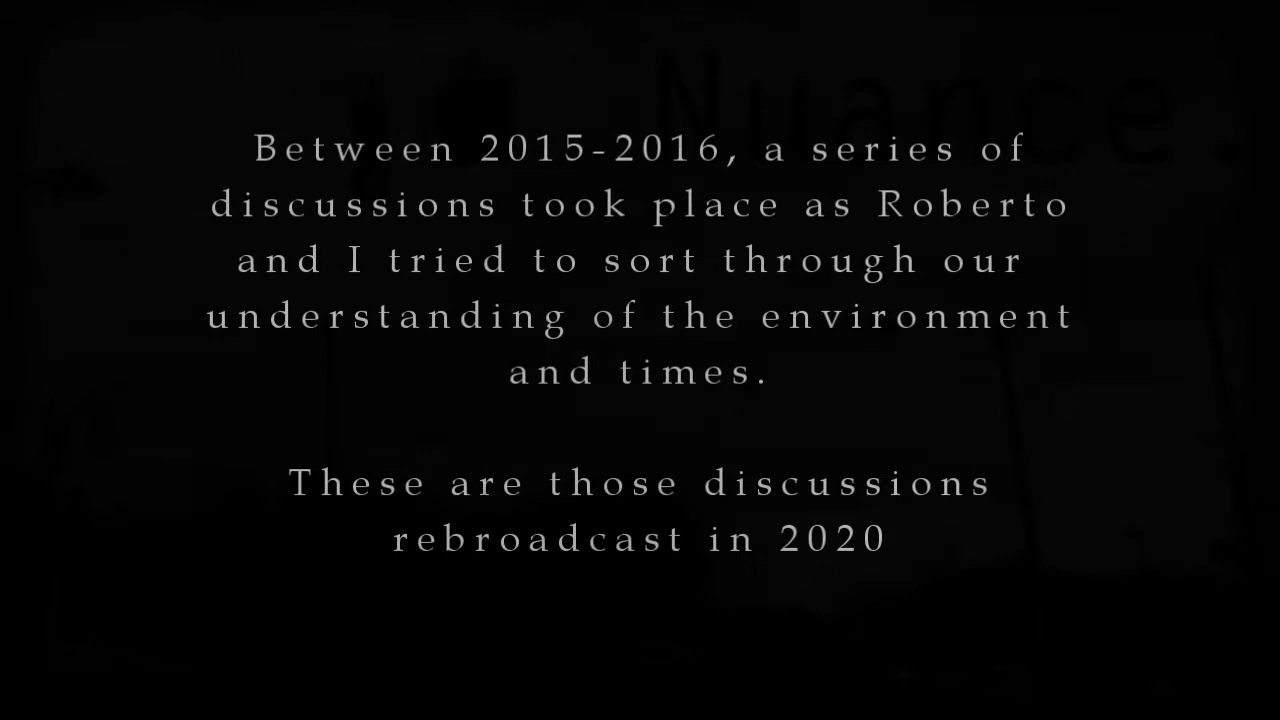 Nuance.
Between 2015-2016, a series of
discussions took place as Roberto
and I tried to sort through our
understanding of the environment
and times.
These are those discussions
rebroadcast in 2020